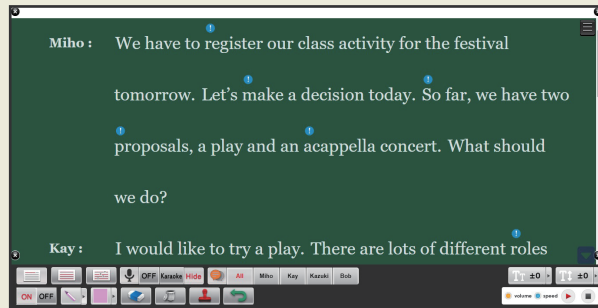 Miho : We have to register our class activity for the festival
tomorrow. Let's make a decision today. So far, we have two
proposals, a play and an acappella concert. What should
we do?
Kay : I would like to try a play. There are lots of different roles
OFF Karaoke Hide All Miho Kay Kazuki Bob TT ±0 T‡ ±0
ON OFF volume speed